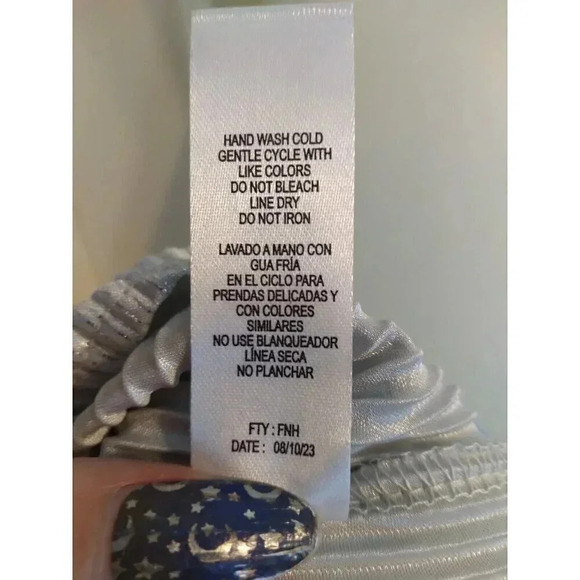 HAND WASH COLD
GENTLE CYCLE WITH
LIKE COLORS
DO NOT BLEACH
LINE DRY
DO NOT IRON
LAVADO A MANO CON
GUA FRÍA
EN EL CICLO PARA
PRENDAS DELICADAS Y
CON COLORES
SIMILARES
NO USE BLANQUEADOR
LÍNEA SECA
NO PLANCHAR
FTY : FNH
DATE : 08/10/23